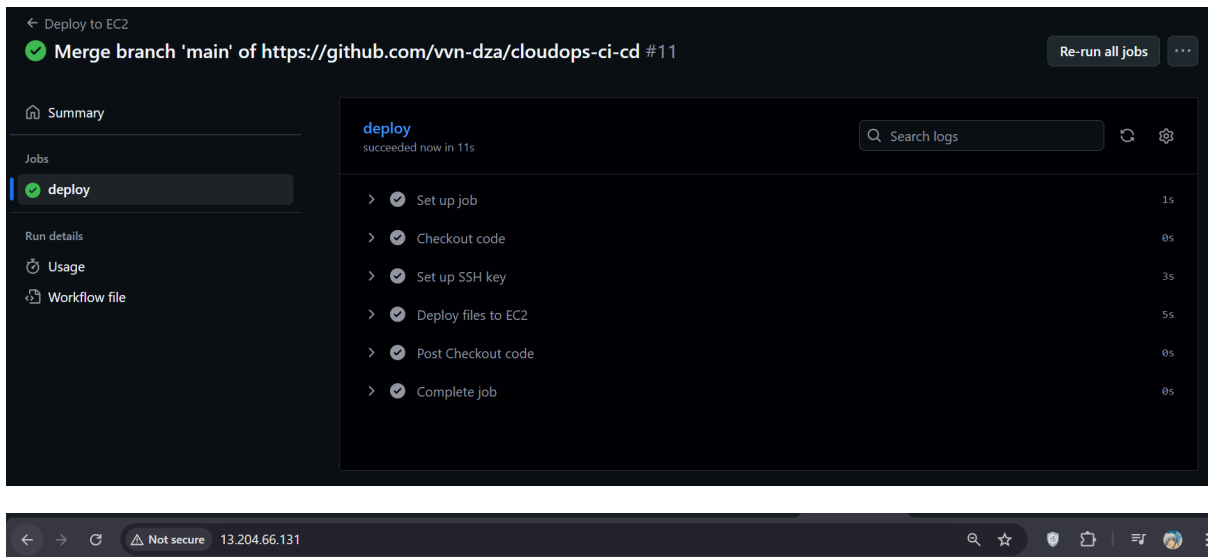 Deploy to EC2
Merge branch 'main' of https://github.com/vvn-dza/cloudops-ci-cd #11
Re-run all jobs
Summary
Jobs
deploy
Run details
Usage
Workflow file
deploy
succeeded now in 11s
Search logs
Set up job 1s
Checkout code 0s
Set up SSH key 3s
Deploy files to EC2 5s
Post Checkout code 0s
Complete job 0s
Not secure 13.204.66.131